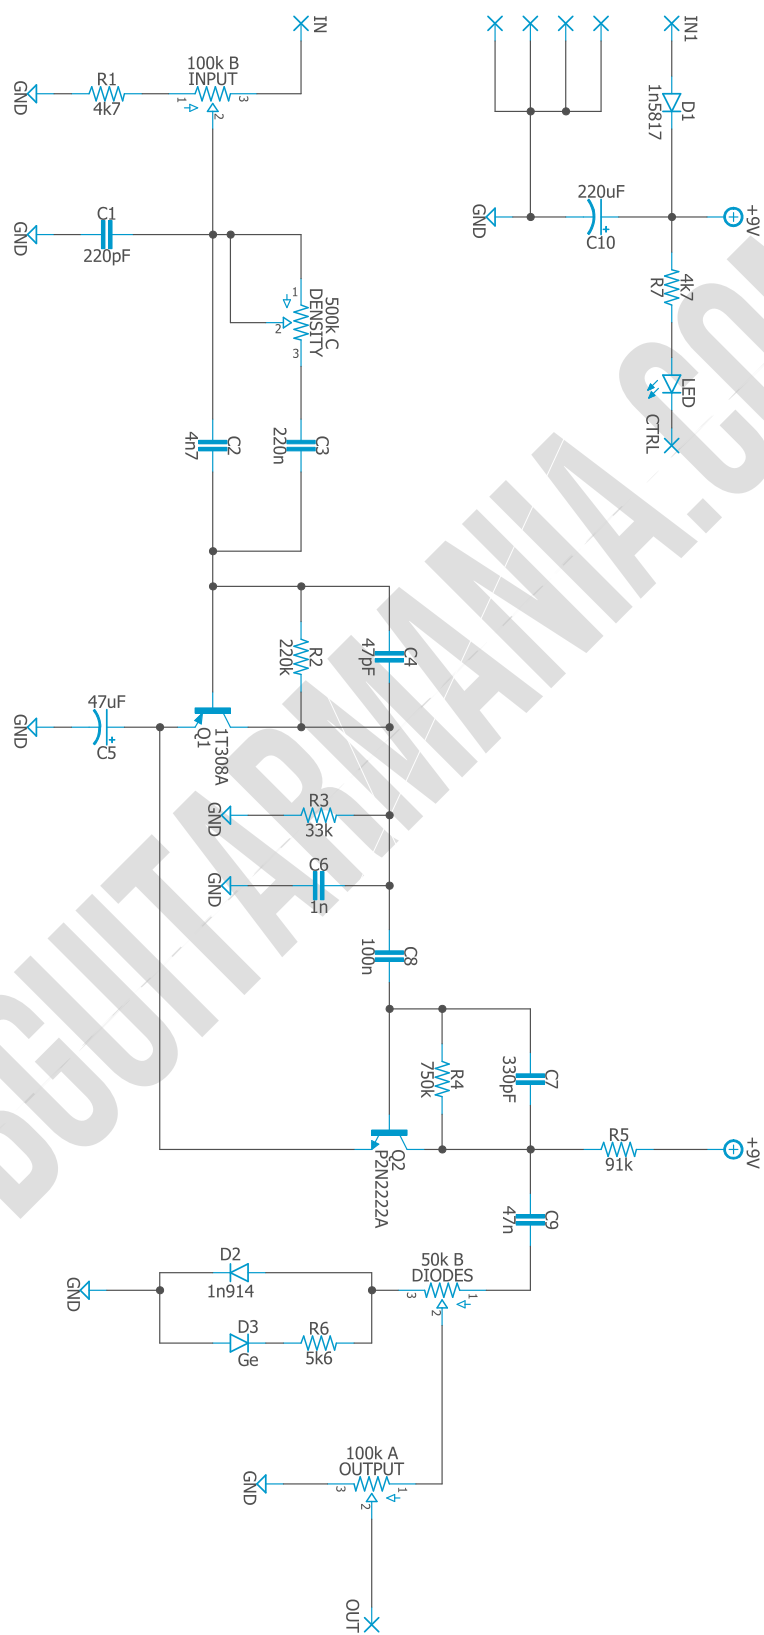 IN
100k B
INPUT
3
1
2
R1
4k7
GND
IN1
D1
1n5817
+9V
220uF
C10
+
GND
4k7
R7
LED
CTRL
C1
220pF
GND
500k C
DENSITY
1
2
3
C2
4n7
C3
220n
R2
220k
C4
47pF
47uF
C5
+
GND
1T308A
Q1
R3
33k
GND
C6
1n
GND
C8
100n
R4
750k
C7
330pF
Q2
P2N2222A
R5
91k
+9V
C9
47n
50k B
DIODES
3
1
2
D2
1n914
GND
D3
Ge
R6
5k6
100k A
OUTPUT
3
1
2
GND
OUT
GUITARMANIA.CO